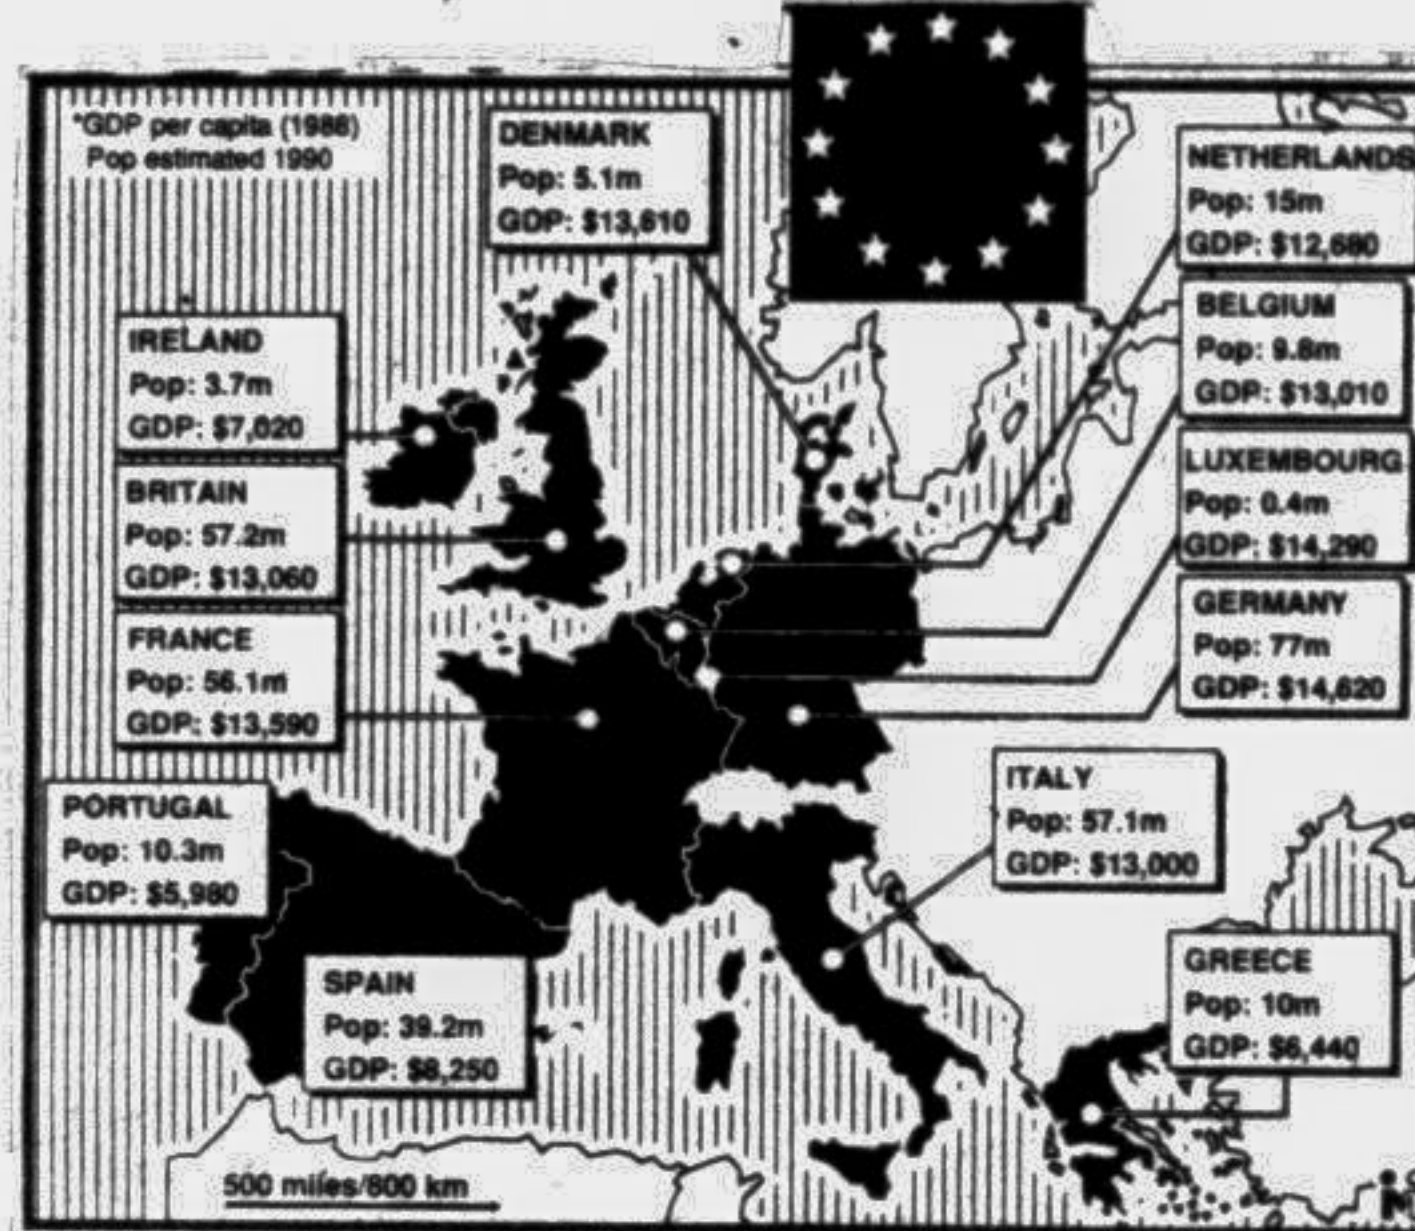 *GDP per capita (1986)
Pop estimated 1990
DENMARK
Pop: 5.1m
GDP: $13,610
NETHERLANDS
Pop: 15m
GDP: $12,680
BELGIUM
Pop: 9.8m
GDP: $13,010
LUXEMBOURG
Pop: 0.4m
GDP: $14,290
GERMANY
Pop: 77m
GDP: $14,620
IRELAND
Pop: 3.7m
GDP: $7,020
BRITAIN
Pop: 57.2m
GDP: $13,060
FRANCE
Pop: 56.1m
GDP: $13,590
ITALY
Pop: 57.1m
GDP: $13,000
PORTUGAL
Pop: 10.3m
GDP: $5,980
SPAIN
Pop: 39.2m
GDP: $8,250
GREECE
Pop: 10m
GDP: $6,440
500 miles/800 km